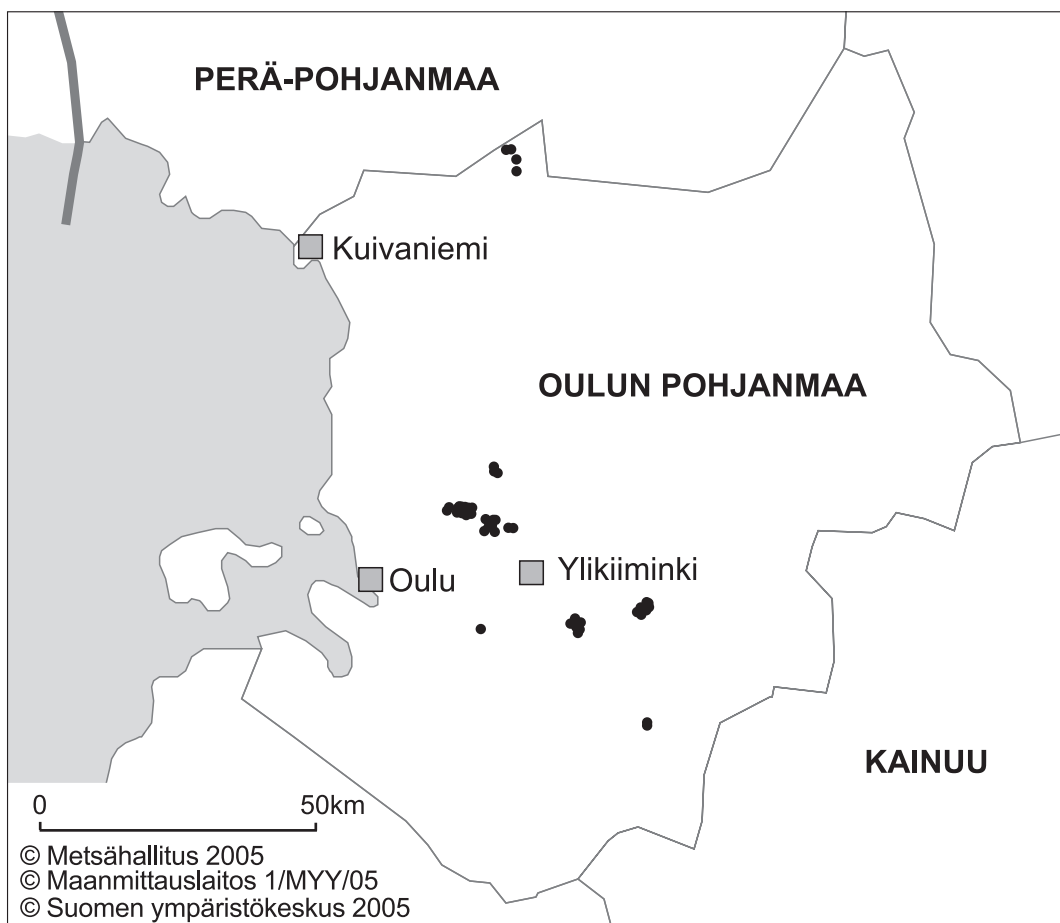 PERÄ-POHJANMAA
Kuivaniemi
OULUN POHJANMAA
Ylikiiminki
Oulu
KAINUU
0 50km
© Metsähallitus 2005
© Maanmittauslaitos 1/MYY/05
© Suomen ympäristökeskus 2005